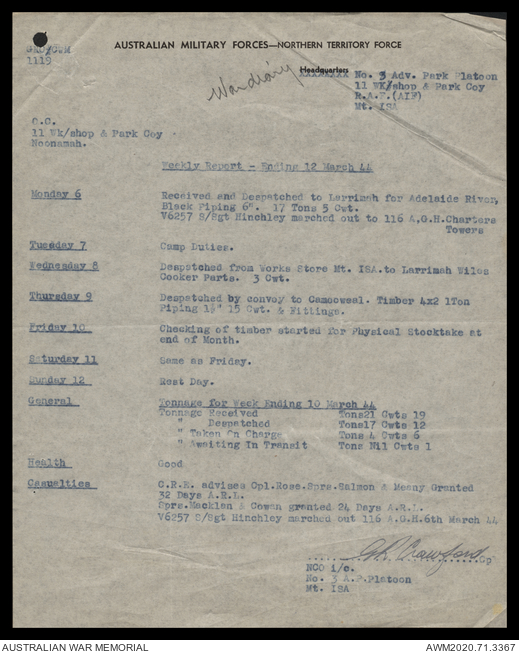 1119
AUSTRALIAN MILITARY FORCES—NORTHERN TERRITORY FORCE
Headquarters
War diary
No. 3 Adv. Park Platoon
11 WK/shop & Park Coy
R.A.E.(AIF)
Mt. ISA
O.C.
11 Wk/shop & Park Coy
Noonamah.
Weekly Report - Ending 12 March 44
Monday 6 Received and Despatched to Larrimah for Adelaide River,
Black Piping 6". 17 Tons 5 Cwt.
V6257 S/Sgt Hinchley marched out to 116 A.G.H.Charters
Towers
Tuesday 7 Camp Duties.
Wednesday 8 Despatched from Works Store Mt. ISA.to Larrimah Wiles
Cooker Parts. 3 Cwt.
Thursday 9 Despatched by convoy to Camooweal. Timber 4x2 1Ton
Piping 1½" 15 Cwt. & Fittings.
Friday 10 Checking of timber started for Physical Stocktake at
end of Month.
Saturday 11 Same as Friday.
Sunday 12 Rest Day.
General Tonnage for Week Ending 10 March 44
Tonnage Received Tons21 Cwts 19
" Despatched Tons17 Cwts 12
" Taken On Charge Tons 4 Cwts 6
" Awaiting In Transit Tons Nil Cwts 1
Health Good
Casualties C.R.E. advises Cpl.Rose.Sprs.Salmon & Meany Granted
32 Days A.R.L.
Sprs.Macklan & Cowan granted 24 Days A.R.L.
V6257 S/Sgt Hinchley marched out 116 A.G.H.6th March 44
Crawford Cpl
NCO i/c.
No. 3 A.P.Platoon
Mt. ISA
AUSTRALIAN WAR MEMORIAL AWM2020.71.3367